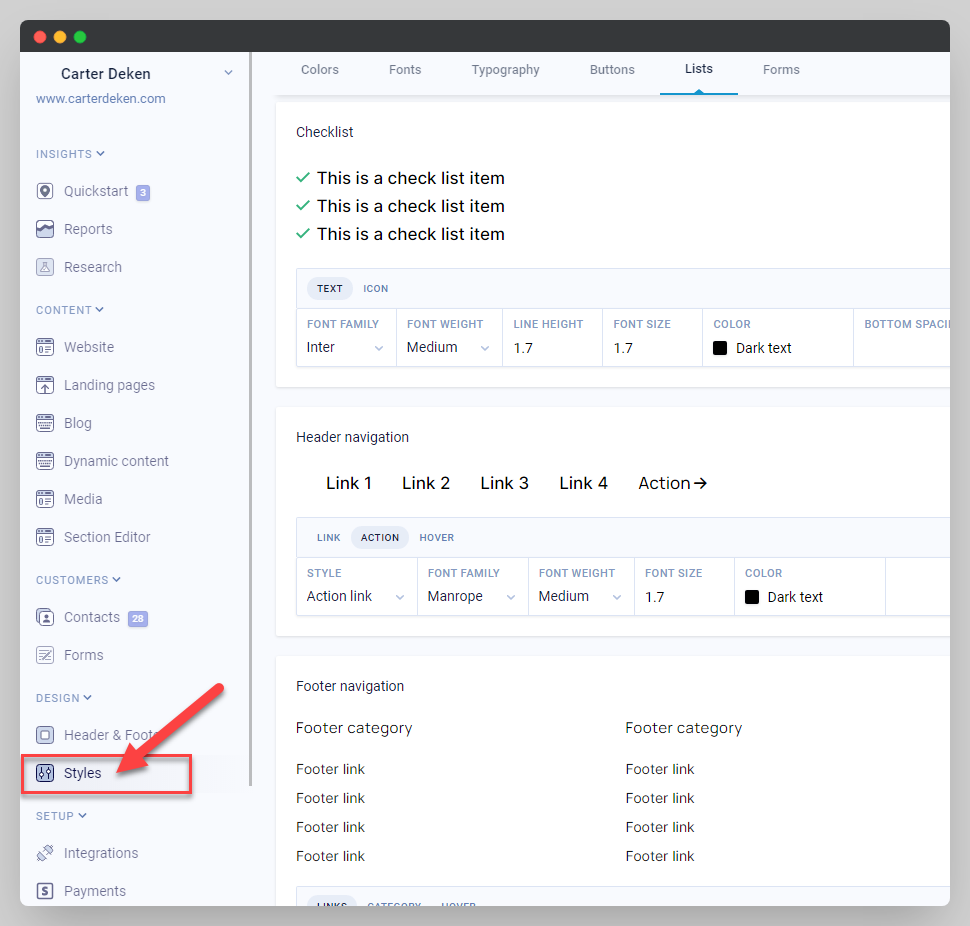 Carter Deken
www.carterdeken.com
INSIGHTS
Quickstart 3
Reports
Research
CONTENT
Website
Landing pages
Blog
Dynamic content
Media
Section Editor
CUSTOMERS
Contacts 28
Forms
DESIGN
Header & Foote
Styles
SETUP
Integrations
Payments
Colors Fonts Typography Buttons Lists Forms
Checklist
This is a check list item
This is a check list item
This is a check list item
TEXT ICON
FONT FAMILY FONT WEIGHT LINE HEIGHT FONT SIZE COLOR BOTTOM SPACI
Inter Medium 1.7 1.7 Dark text
Header navigation
Link 1 Link 2 Link 3 Link 4 Action→
LINK ACTION HOVER
STYLE FONT FAMILY FONT WEIGHT FONT SIZE COLOR
Action link Manrope Medium 1.7 Dark text
Footer navigation
Footer category Footer category
Footer link Footer link
Footer link Footer link
Footer link Footer link
Footer link Footer link
LINKS CATEGORY HOVER